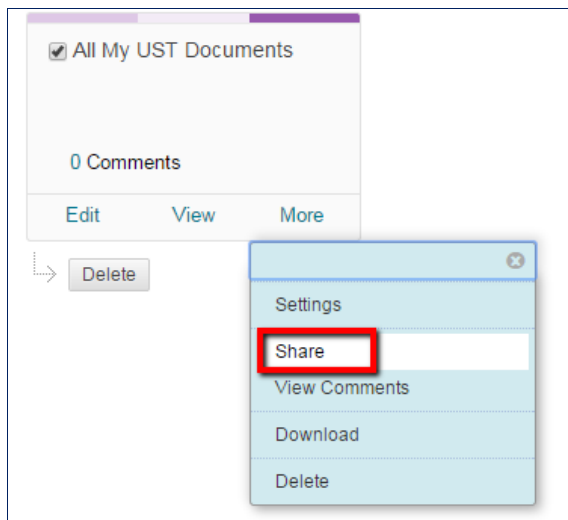 All My UST Documents
0 Comments
Edit View More
Delete
Settings
Share
View Comments
Download
Delete